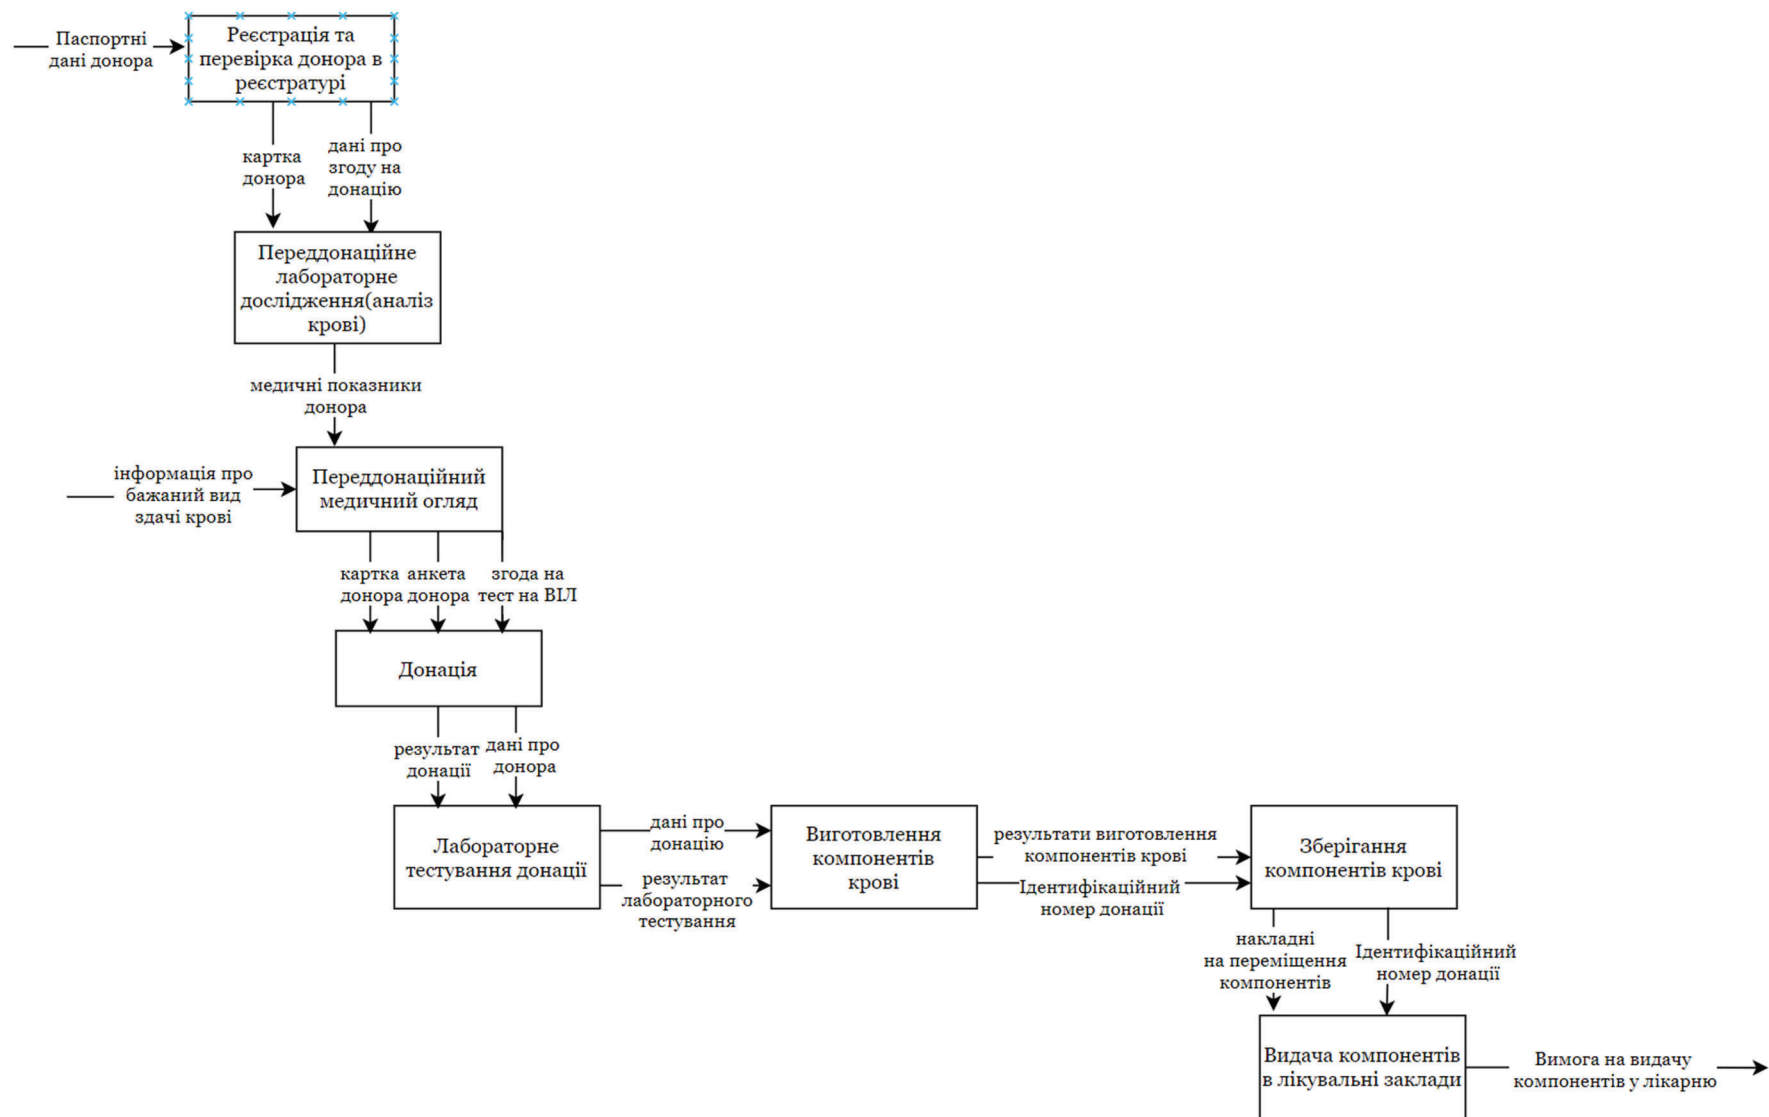 Паспортні
дані донора
Реєстрація та
перевірка донора в
реєстратурі
картка
донора
дані про
згоду на
донацію
Переддонаційне
лабораторне
дослідження(аналіз
крові)
медичні показники
донора
інформація про
бажаний вид
здачі крові
Переддонаційний
медичний огляд
картка
донора
анкета
донора
згода на
тест на ВІЛ
Донація
результат
донації
дані про
донора
Лабораторне
тестування донації
дані про
донацію
результат
лабораторного
тестування
Виготовлення
компонентів
крові
результати виготовлення
компонентів крові
Ідентифікаційний
номер донації
Зберігання
компонентів крові
накладні
на переміщення
компонентів
Ідентифікаційний
номер донації
Видача компонентів
в лікувальні заклади
Вимога на видачу
компонентів у лікарню